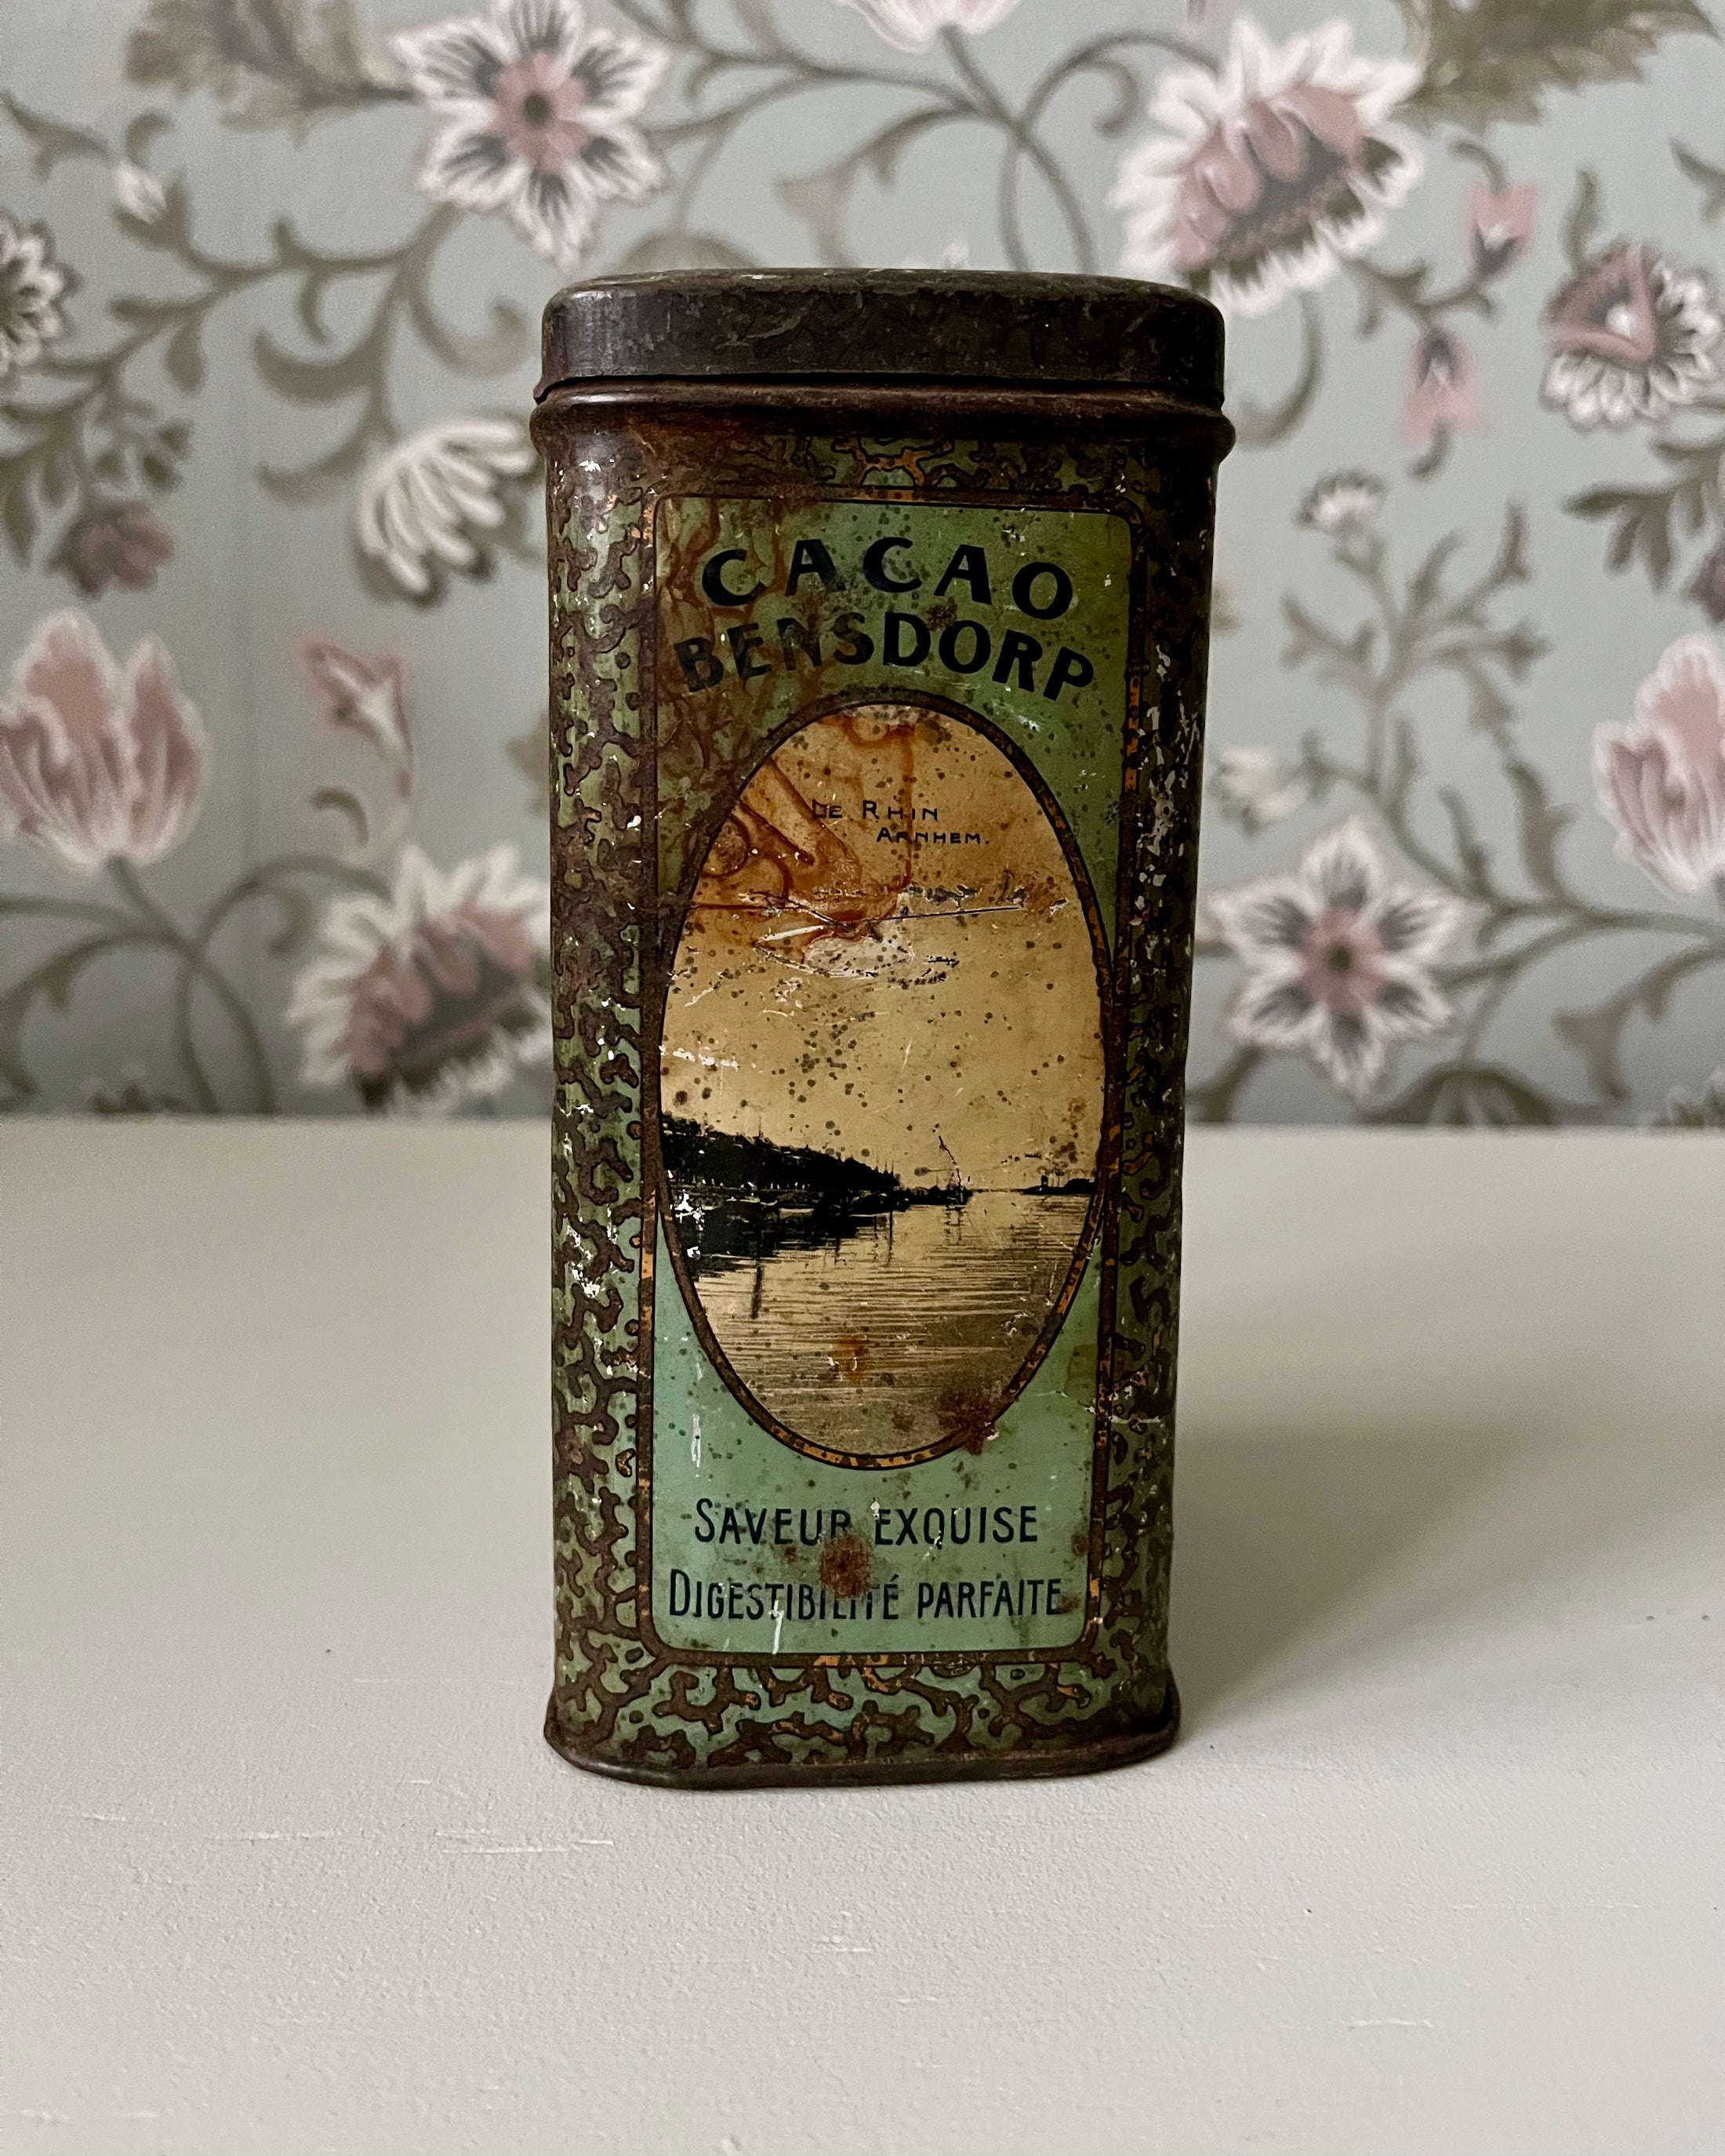 CACAO
BENSDORP
LE RHIN
ARNHEM.
SAVEUR EXQUISE
DIGESTIBILITÉ PARFAITE